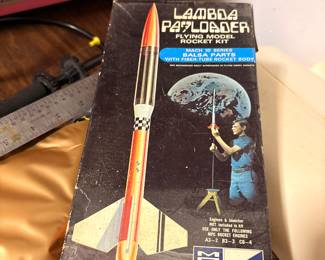 LAMBDA
PAYLOADER
FLYING MODEL
ROCKET KIT
MACH 10 SERIES
BALSA PARTS
WITH FIBER TUBE ROCKET BODY
Engines & Igniters
NOT included in kit
USE ONLY THE FOLLOWING
MPC ROCKET ENGINES
A3-2 B3-3 C6-4